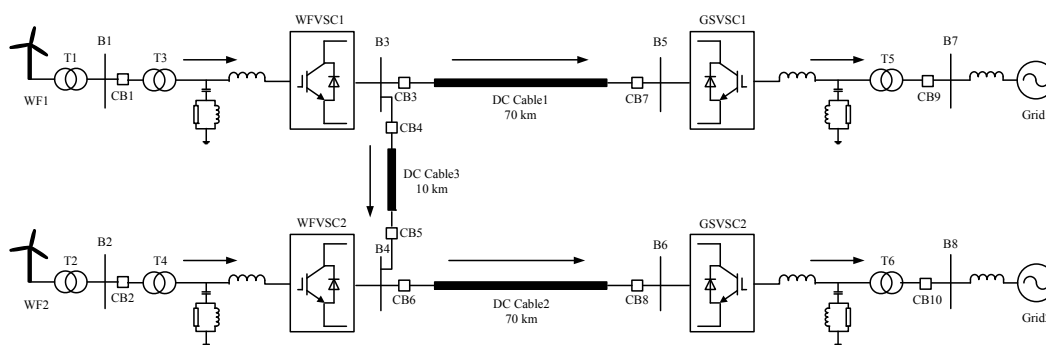 WFVSC1
GSVSC1
B1
B3
B5
B7
T1
T3
T5
WF1
CB1
CB3
DC Cable1
70 km
CB7
CB9
Grid1
CB4
DC Cable3
10 km
WFVSC2
CB5
GSVSC2
B2
B4
B6
B8
T2
T4
T6
WF2
CB2
CB6
DC Cable2
70 km
CB8
CB10
Grid2